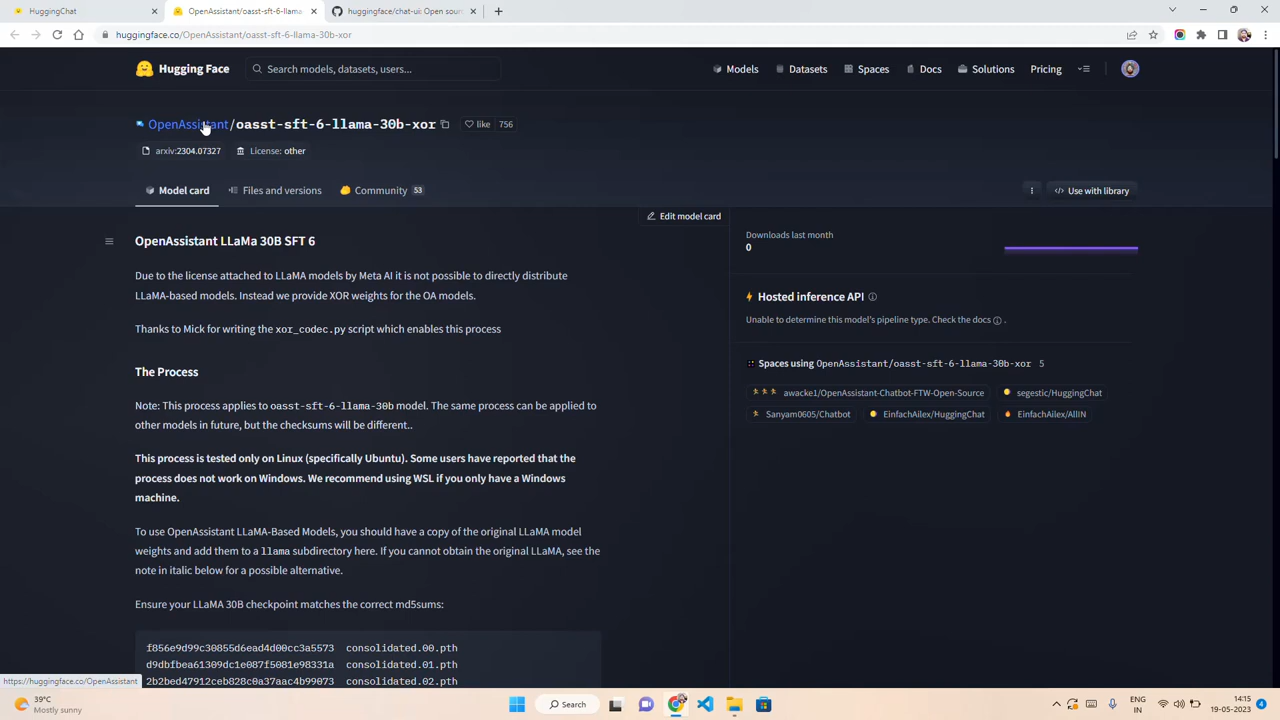 HuggingChat
OpenAssistant/oasst-sft-6-llama
huggingface/chat-ui: Open sour
huggingface.co/OpenAssistant/oasst-sft-6-llama-30b-xor
Hugging Face
Search models, datasets, users...
Models
Datasets
Spaces
Docs
Solutions
Pricing
OpenAssistant/oasst-sft-6-llama-30b-xor
like 756
arxiv:2304.07327
License: other
Model card
Files and versions
Community 53
Use with library
Edit model card
OpenAssistant LLaMa 30B SFT 6
Due to the license attached to LLaMA models by Meta AI it is not possible to directly distribute
LLaMA-based models. Instead we provide XOR weights for the OA models.
Thanks to Mick for writing the xor_codec.py script which enables this process
The Process
Note: This process applies to oasst-sft-6-llama-30b model. The same process can be applied to
other models in future, but the checksums will be different..
This process is tested only on Linux (specifically Ubuntu). Some users have reported that the
process does not work on Windows. We recommend using WSL if you only have a Windows
machine.
To use OpenAssistant LLaMA-Based Models, you should have a copy of the original LLaMA model
weights and add them to a llama subdirectory here. If you cannot obtain the original LLaMA, see the
note in italic below for a possible alternative.
Ensure your LLaMA 30B checkpoint matches the correct md5sums:
f856e9d99c30855d6ead4d00cc3a5573 consolidated.00.pth
d9dbfbea61309dc1e087f5081e98331a consolidated.01.pth
2b2bed47912ceb828c0a37aac4b99073 consolidated.02.pth
Downloads last month
0
Hosted inference API
Unable to determine this model's pipeline type. Check the docs .
Spaces using OpenAssistant/oasst-sft-6-llama-30b-xor 5
awacke1/OpenAssistant-Chatbot-FTW-Open-Source
segestic/HuggingChat
Sanyam0605/Chatbot
EinfachAilex/HuggingChat
EinfachAilex/AllIN
https://huggingface.co/OpenAssistant
39°C
Mostly sunny
Search
ENG
IN
14:15
19-05-2023
4